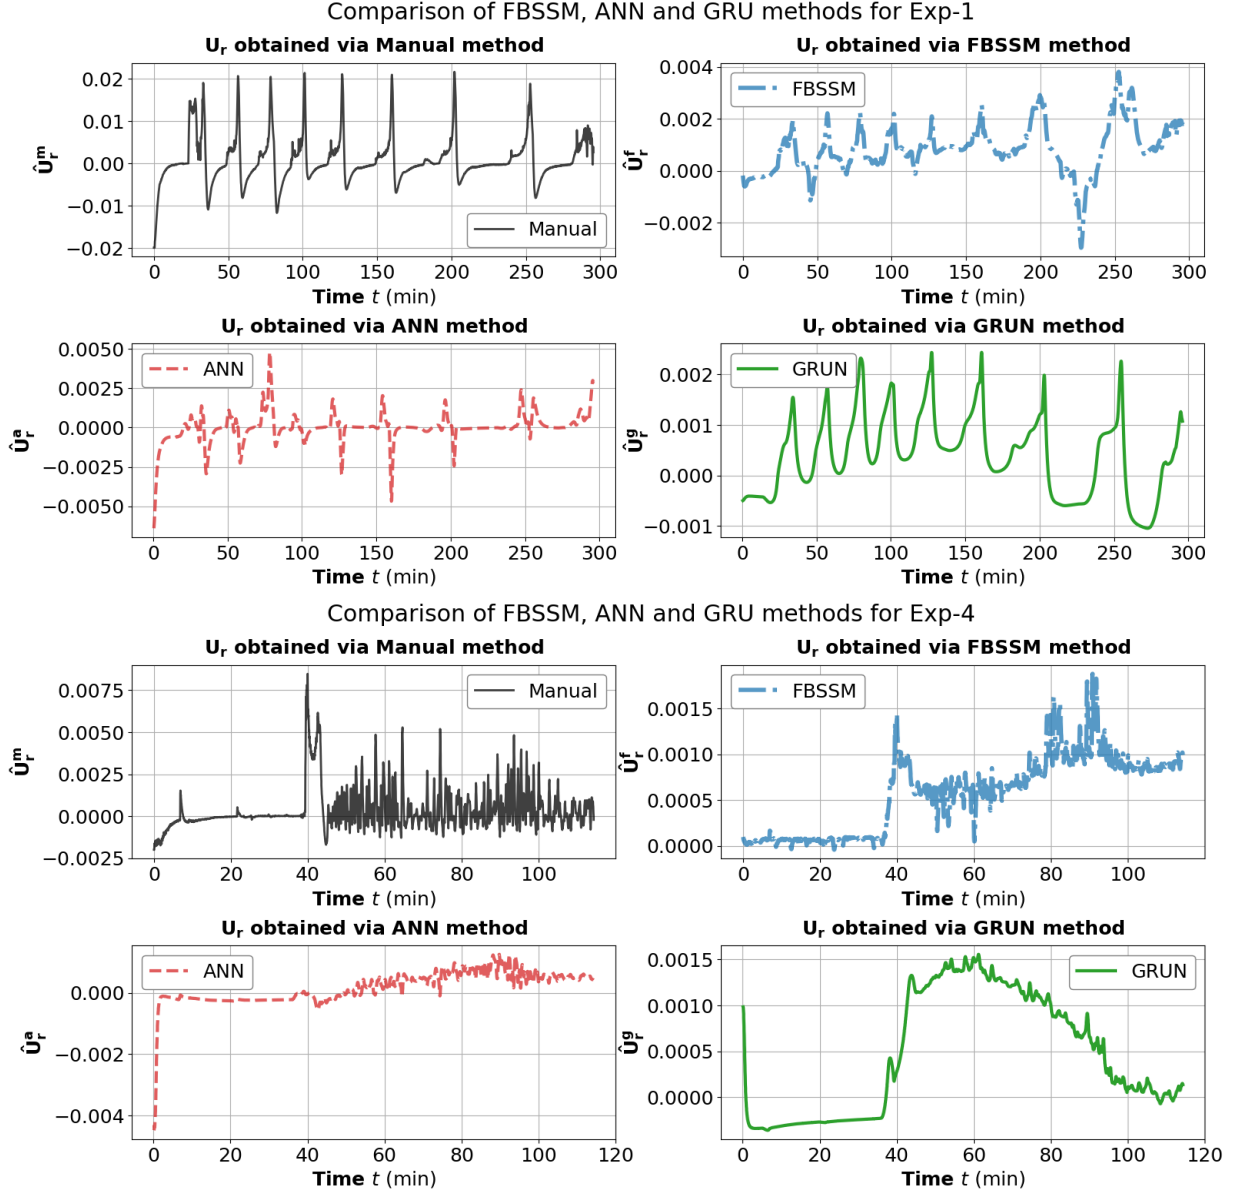 Comparison of FBSSM, ANN and GRU methods for Exp-1
Uᵣ obtained via Manual method
0.02
0.01
0.00
−0.01
−0.02
Ûᵣᵐ
Manual
0 50 100 150 200 250 300
Time t (min)
Uᵣ obtained via FBSSM method
0.004
0.002
0.000
−0.002
Ûᵣᶠ
FBSSM
0 50 100 150 200 250 300
Time t (min)
Uᵣ obtained via ANN method
0.0050
0.0025
0.0000
−0.0025
−0.0050
Ûᵣᵃ
ANN
0 50 100 150 200 250 300
Time t (min)
Uᵣ obtained via GRUN method
0.002
0.001
0.000
−0.001
Ûᵣᵍ
GRUN
0 50 100 150 200 250 300
Time t (min)
Comparison of FBSSM, ANN and GRU methods for Exp-4
Uᵣ obtained via Manual method
0.0075
0.0050
0.0025
0.0000
−0.0025
Ûᵣᵐ
Manual
0 20 40 60 80 100
Time t (min)
Uᵣ obtained via FBSSM method
0.0015
0.0010
0.0005
0.0000
Ûᵣᶠ
FBSSM
0 20 40 60 80 100
Time t (min)
Uᵣ obtained via ANN method
0.000
−0.002
−0.004
Ûᵣᵃ
ANN
0 20 40 60 80 100 120
Time t (min)
Uᵣ obtained via GRUN method
0.0015
0.0010
0.0005
0.0000
Ûᵣᵍ
GRUN
0 20 40 60 80 100 120
Time t (min)